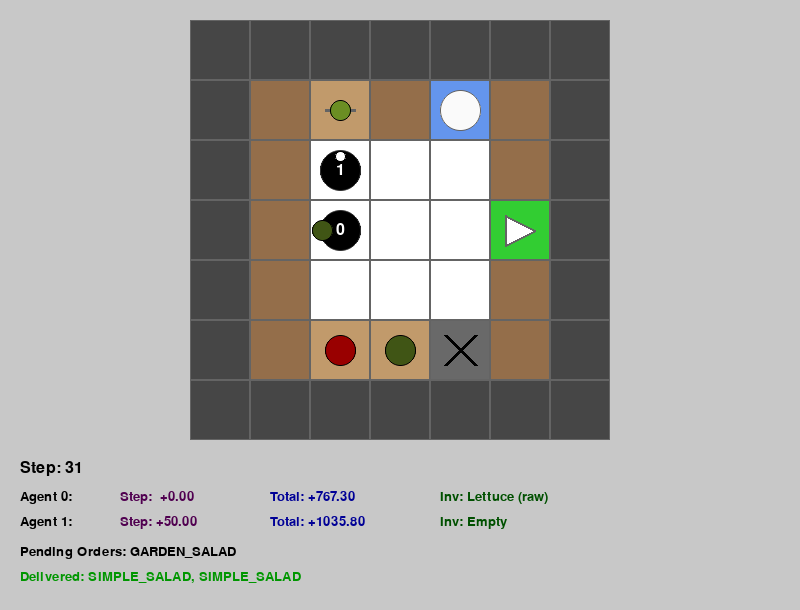 1
0
Step: 31
Agent 0: Step: +0.00 Total: +767.30 Inv: Lettuce (raw)
Agent 1: Step: +50.00 Total: +1035.80 Inv: Empty
Pending Orders: GARDEN_SALAD
Delivered: SIMPLE_SALAD, SIMPLE_SALAD